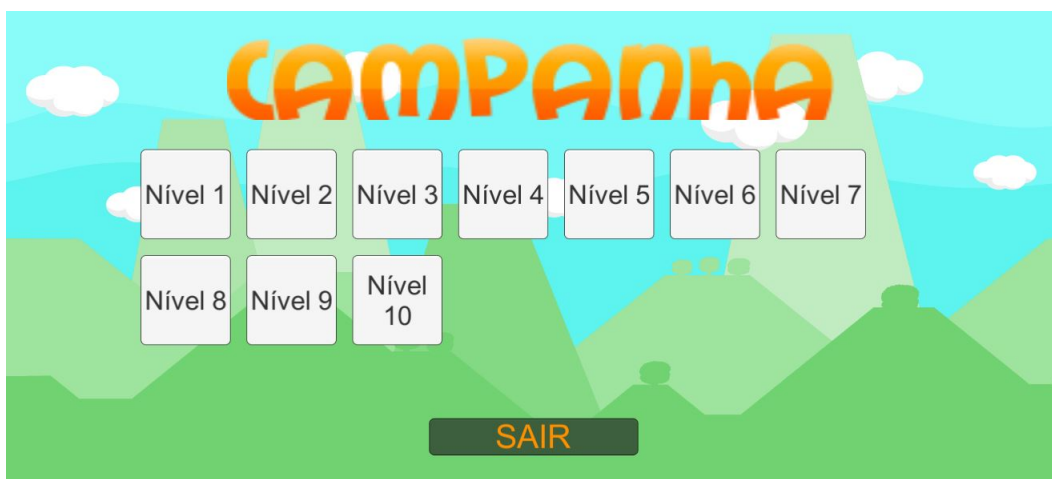 CAMPANHA
Nível 1
Nível 2
Nível 3
Nível 4
Nível 5
Nível 6
Nível 7
Nível 8
Nível 9
Nível
10
SAIR